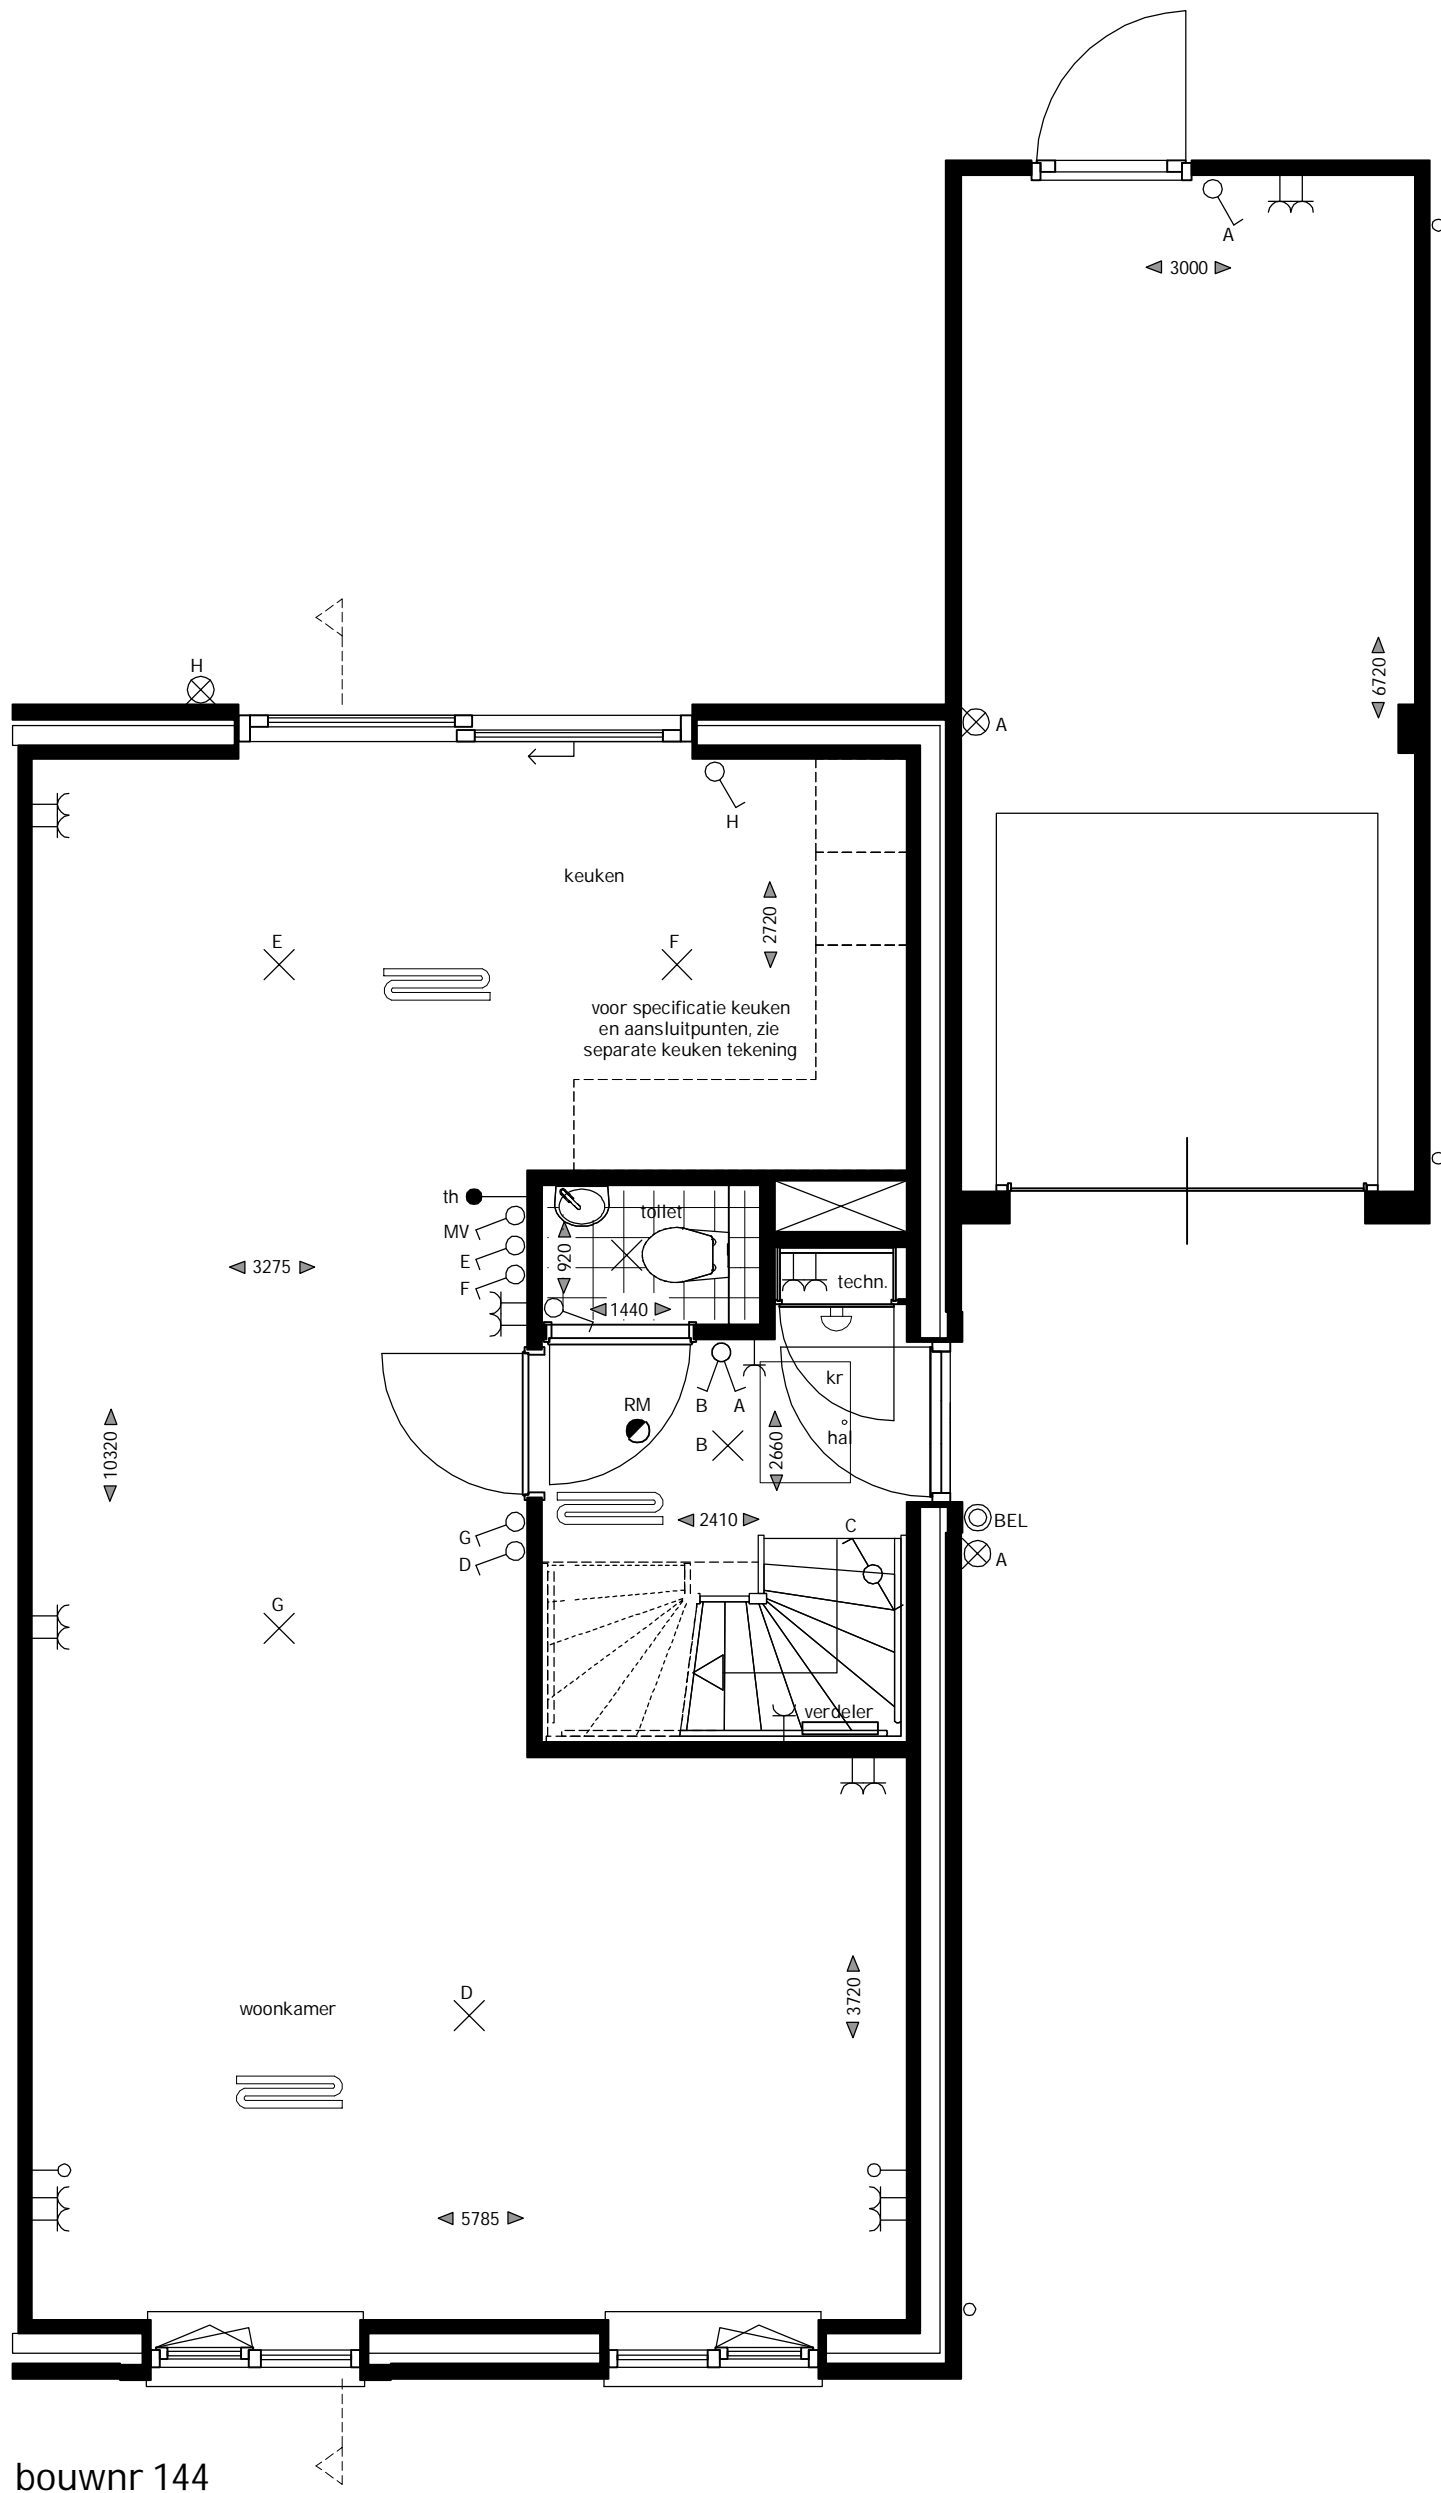 A
3000
6720
H
A
H
keuken
2720
E
F
voor specificatie keuken
en aansluitpunten, zie
separate keuken tekening
th
MV
E
F
toilet
920
1440
techn.
3275
kr
hal
RM
B
A
B
2660
10320
2410
C
BEL
A
G
D
G
verdeler
D
woonkamer
3720
5785
bouwnr 144